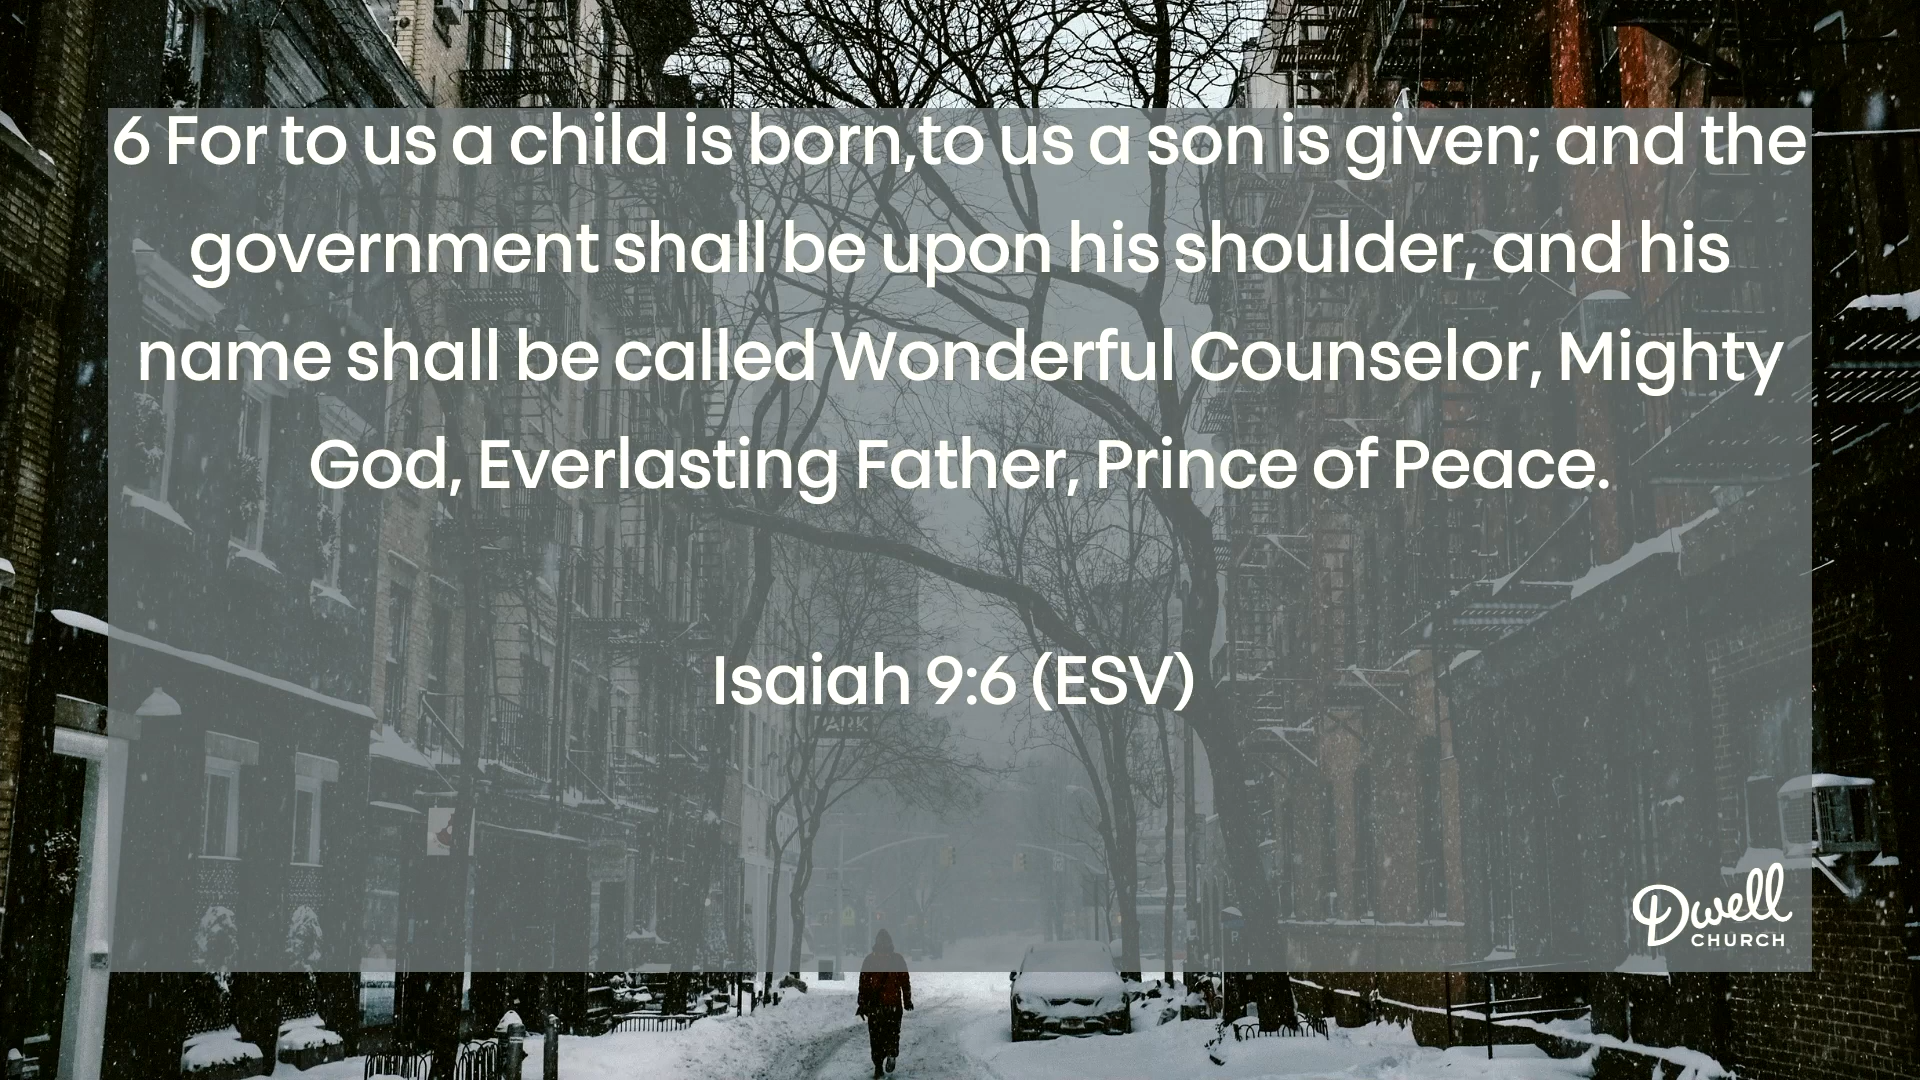 6 For to us a child is born,to us a son is given; and the
government shall be upon his shoulder, and his
name shall be called Wonderful Counselor, Mighty
God, Everlasting Father, Prince of Peace.
Isaiah 9:6 (ESV)
PARK
Dwell
CHURCH